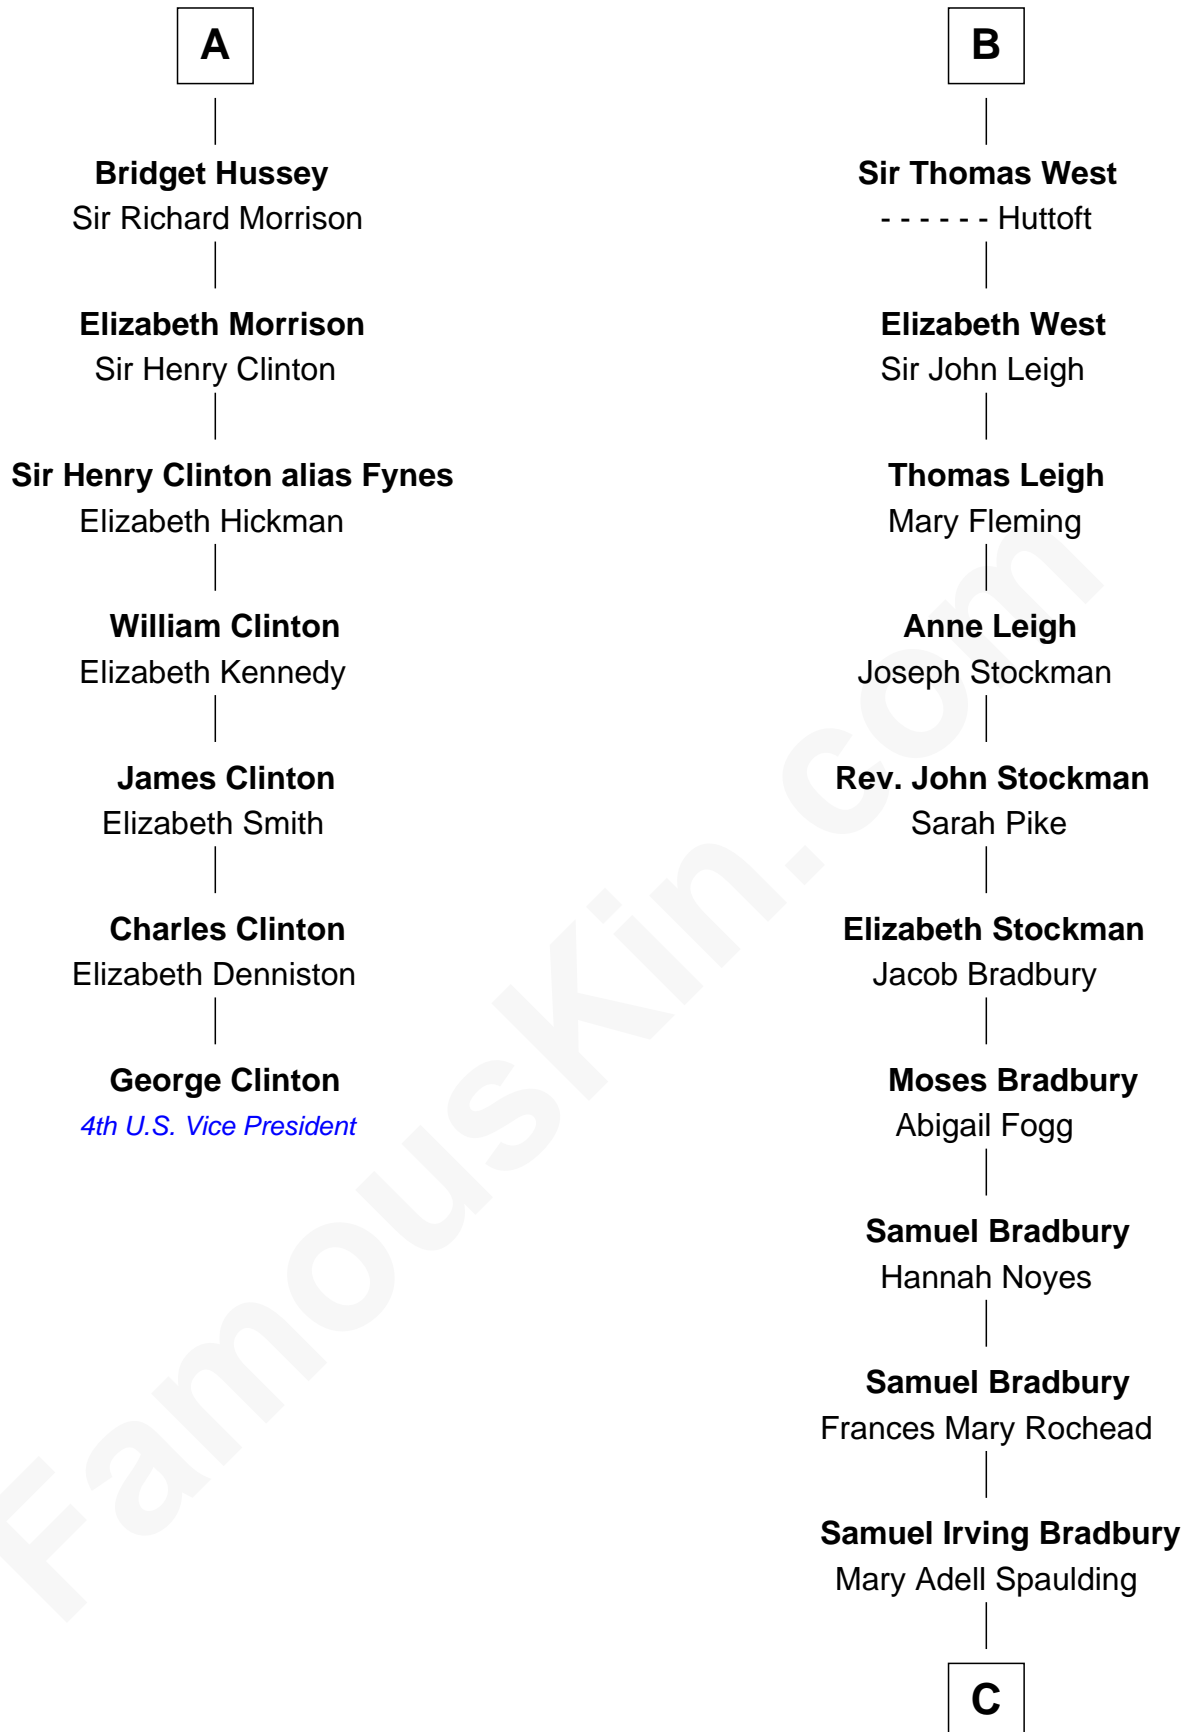 A
Bridget Hussey
Sir Richard Morrison
Elizabeth Morrison
Sir Henry Clinton
Sir Henry Clinton alias Fynes
Elizabeth Hickman
William Clinton
Elizabeth Kennedy
James Clinton
Elizabeth Smith
Charles Clinton
Elizabeth Denniston
George Clinton
4th U.S. Vice President
B
Sir Thomas West
- - - - - - Huttoft
Elizabeth West
Sir John Leigh
Thomas Leigh
Mary Fleming
Anne Leigh
Joseph Stockman
Rev. John Stockman
Sarah Pike
Elizabeth Stockman
Jacob Bradbury
Moses Bradbury
Abigail Fogg
Samuel Bradbury
Hannah Noyes
Samuel Bradbury
Frances Mary Rochead
Samuel Irving Bradbury
Mary Adell Spaulding
C
FamousKin.com